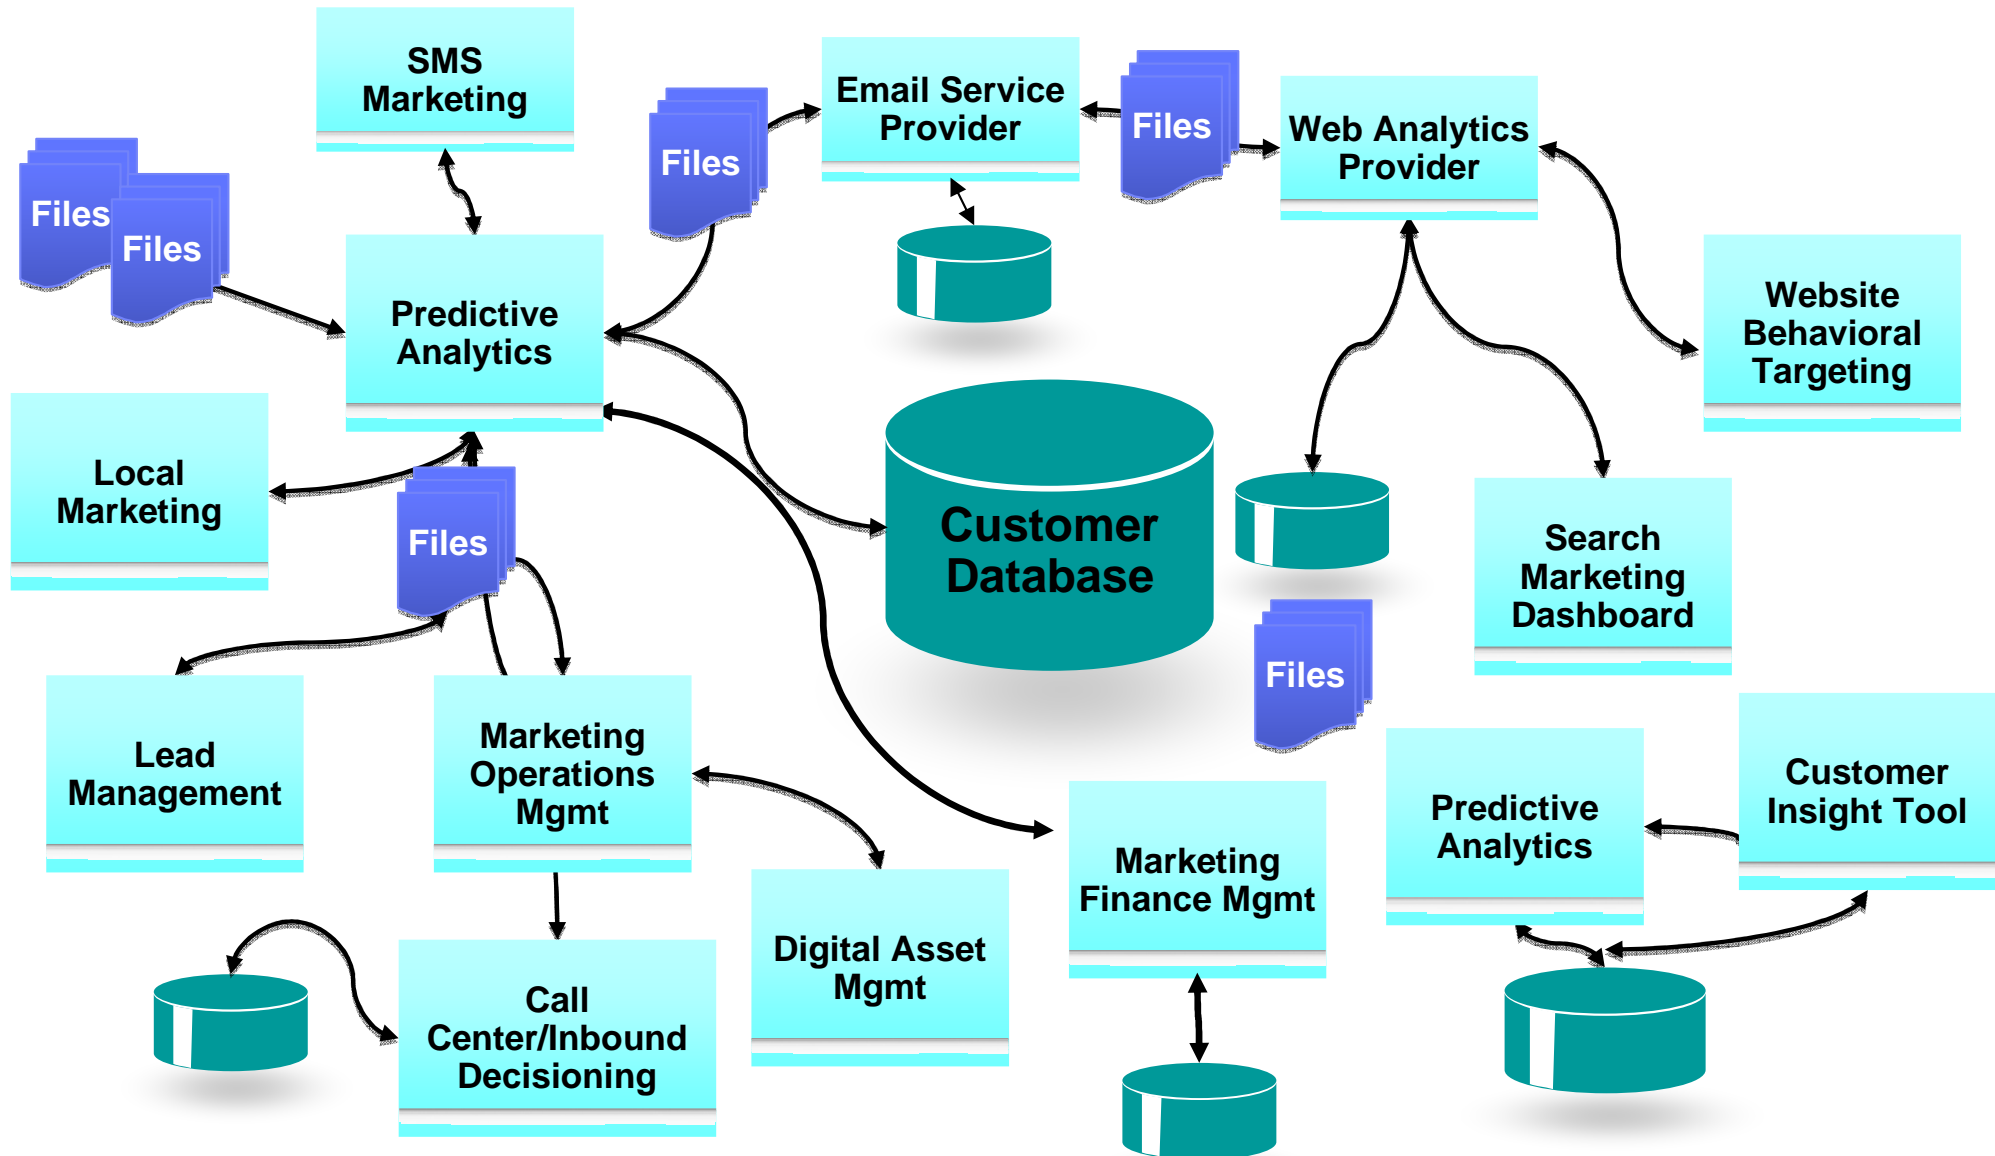 SMS
Marketing
Email Service
Provider
Files
Web Analytics
Provider
Files
Files
Files
Predictive
Analytics
Website
Behavioral
Targeting
Local
Marketing
Files
Customer
Database
Search
Marketing
Dashboard
Files
Lead
Management
Marketing
Operations
Mgmt
Customer
Insight Tool
Predictive
Analytics
Marketing
Finance Mgmt
Digital Asset
Mgmt
Call
Center/Inbound
Decisioning